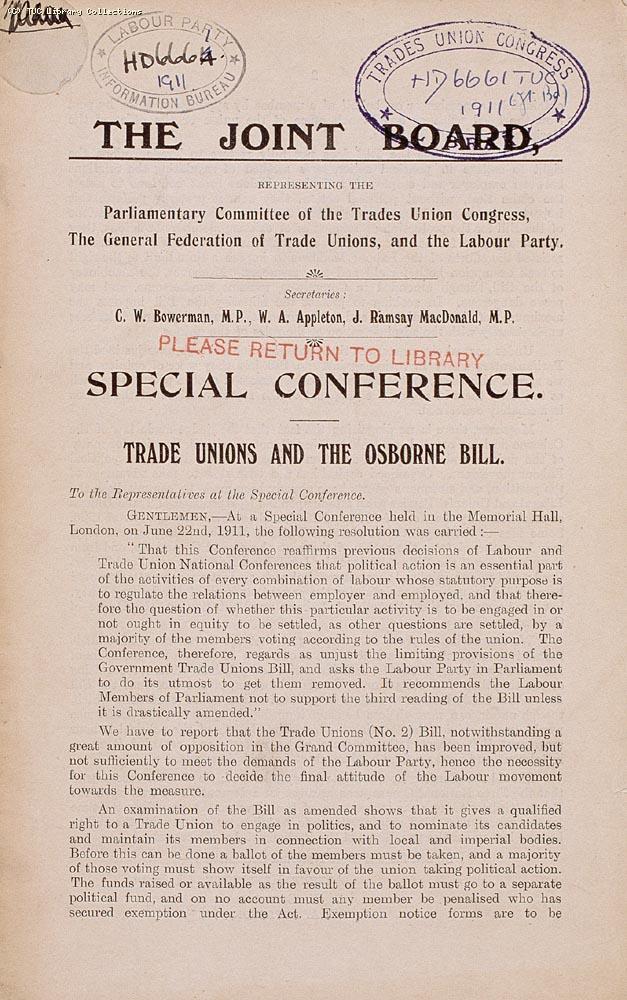 (C) TUC Library Collections
LABOUR PARTY
HD6664
1911
INFORMATION BUREAU
TRADES UNION CONGRESS
HD6661 TUC
1911
THE JOINT BOARD,
REPRESENTING THE
Parliamentary Committee of the Trades Union Congress,
The General Federation of Trade Unions, and the Labour Party.
Secretaries :
C. W. Bowerman, M.P., W. A. Appleton, J. Ramsay MacDonald, M.P.
PLEASE RETURN TO LIBRARY
SPECIAL CONFERENCE.
TRADE UNIONS AND THE OSBORNE BILL.
To the Representatives at the Special Conference.
GENTLEMEN,—At a Special Conference held in the Memorial Hall,
London, on June 22nd, 1911, the following resolution was carried :—
" That this Conference reaffirms previous decisions of Labour and
Trade Union National Conferences that political action is an essential part
of the activities of every combination of labour whose statutory purpose is
to regulate the relations between employer and employed, and that there-
fore the question of whether this particular activity is to be engaged in or
not ought in equity to be settled, as other questions are settled, by a
majority of the members voting according to the rules of the union. The
Conference, therefore, regards as unjust the limiting provisions of the
Government Trade Unions Bill, and asks the Labour Party in Parliament
to do its utmost to get them removed. It recommends the Labour
Members of Parliament not to support the third reading of the Bill unless
it is drastically amended."
We have to report that the Trade Unions (No. 2) Bill, notwithstanding a
great amount of opposition in the Grand Committee, has been improved, but
not sufficiently to meet the demands of the Labour Party, hence the necessity
for this Conference to decide the final attitude of the Labour movement
towards the measure.
An examination of the Bill as amended shows that it gives a qualified
right to a Trade Union to engage in politics, and to nominate its candidates
and maintain its members in connection with local and imperial bodies.
Before this can be done a ballot of the members must be taken, and a majority
of those voting must show itself in favour of the union taking political action.
The funds raised or available as the result of the ballot must go to a separate
political fund, and on no account must any member be penalised who has
secured exemption under the Act. Exemption notice forms are to be